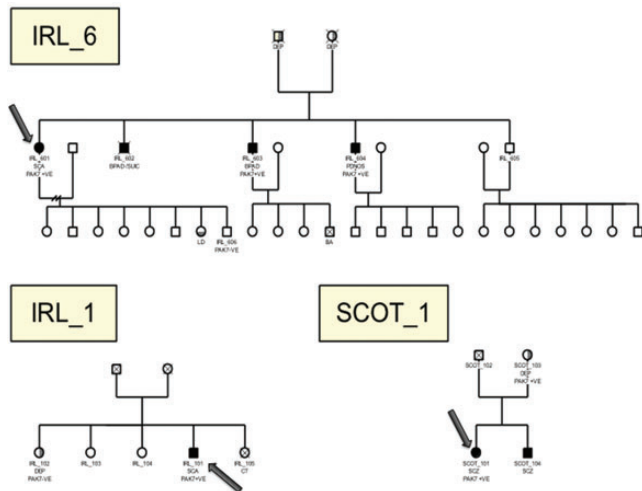 IRL_6
DEP DEP
IRL_601 IRL_602 IRL_603 IRL_604 IRL_605
SCA BPAD/SUIC BPAD PDNOS
PAK7 +VE PAK7 +VE PAK7 +VE
LD IRL_606 BA
PAK7-VE
IRL_1 SCOT_1
SCOT_102 SCOT_103
DEP
PAK7 +VE
IRL_102 IRL_103 IRL_104 IRL_101 IRL_105
DEP SCA CT
PAK7-VE PAK7+VE
SCOT_101 SCOT_104
SCZ SCZ
PAK7 +VE